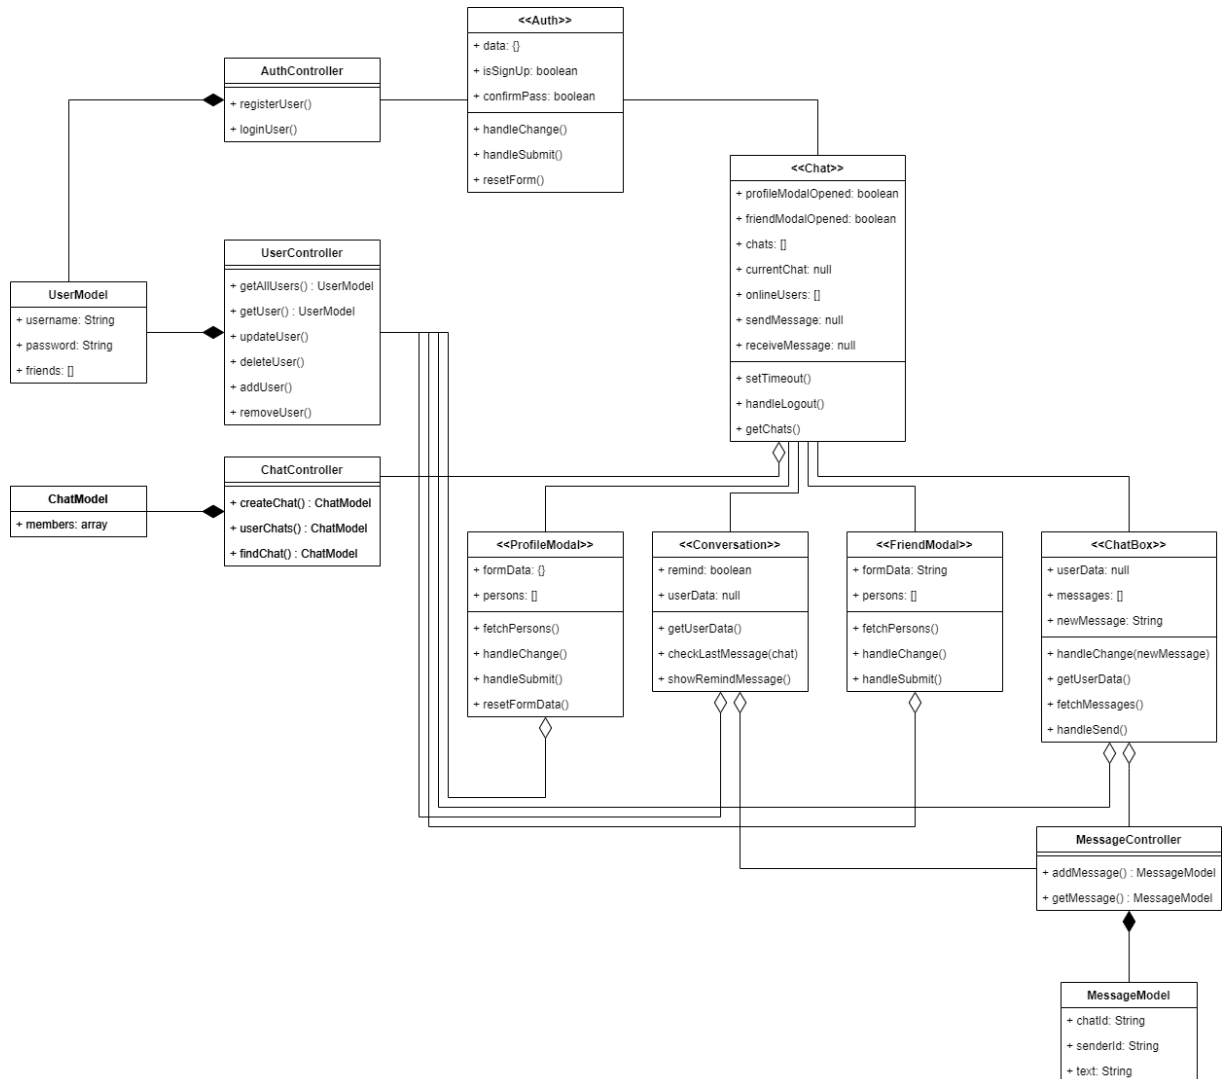 <<Auth>>
+ data: {}
+ isSignUp: boolean
+ confirmPass: boolean
+ handleChange()
+ handleSubmit()
+ resetForm()
AuthController
+ registerUser()
+ loginUser()
<<Chat>>
+ profileModalOpened: boolean
+ friendModalOpened: boolean
+ chats: []
+ currentChat: null
+ onlineUsers: []
+ sendMessage: null
+ receiveMessage: null
+ setTimeout()
+ handleLogout()
+ getChats()
UserController
+ getAllUsers() : UserModel
+ getUser() : UserModel
+ updateUser()
+ deleteUser()
+ addUser()
+ removeUser()
UserModel
+ username: String
+ password: String
+ friends: []
ChatController
+ createChat() : ChatModel
+ userChats() : ChatModel
+ findChat() : ChatModel
ChatModel
+ members: array
<<ProfileModal>>
+ formData: {}
+ persons: []
+ fetchPersons()
+ handleChange()
+ handleSubmit()
+ resetFormData()
<<Conversation>>
+ remind: boolean
+ userData: null
+ getUserData()
+ checkLastMessage(chat)
+ showRemindMessage()
<<FriendModal>>
+ formData: String
+ persons: []
+ fetchPersons()
+ handleChange()
+ handleSubmit()
<<ChatBox>>
+ userData: null
+ messages: []
+ newMessage: String
+ handleChange(newMessage)
+ getUserData()
+ fetchMessages()
+ handleSend()
MessageController
+ addMessage() : MessageModel
+ getMessage() : MessageModel
MessageModel
+ chatId: String
+ senderId: String
+ text: String